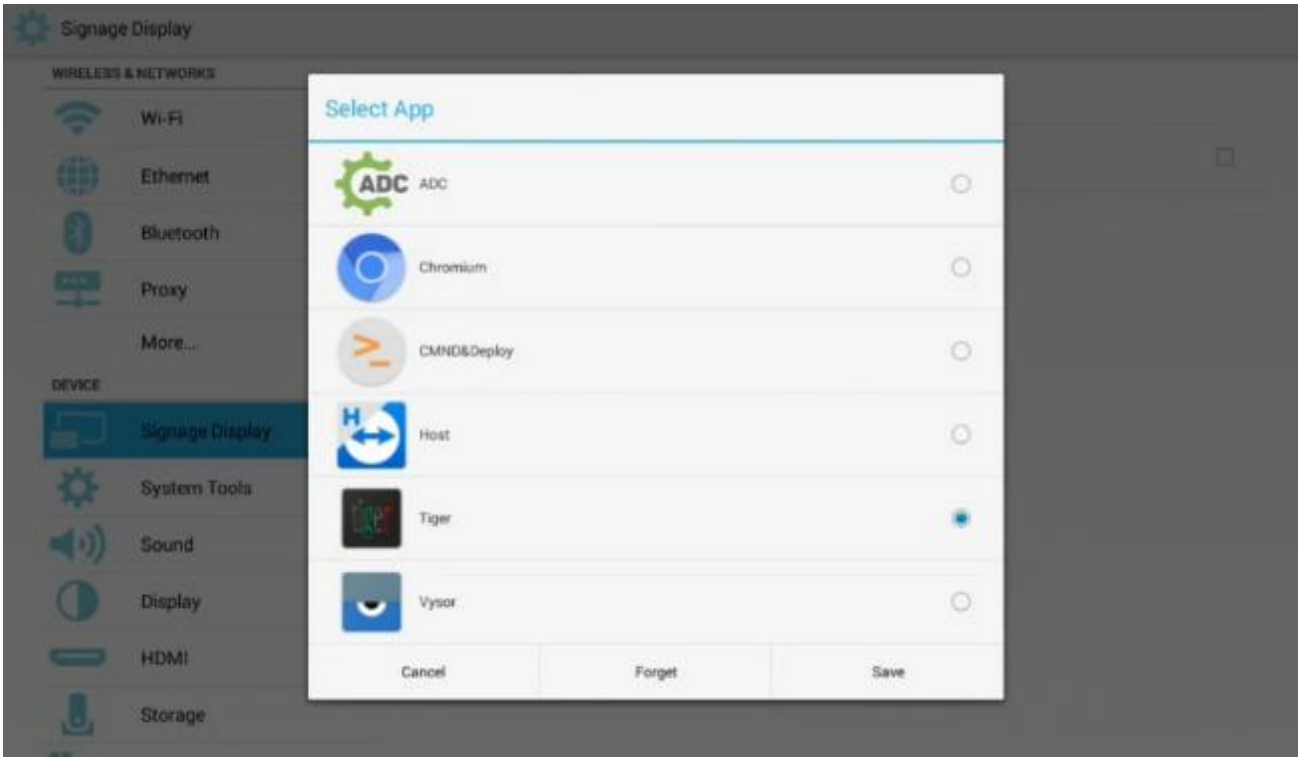 Signage Display
WIRELESS & NETWORKS
Wi-Fi
Ethernet
Bluetooth
Proxy
More...
DEVICE
Signage Display
System Tools
Sound
Display
HDMI
Storage
Select App
ADC ADC
Chromium
CMND&Deploy
H
Host
tiger
Tiger
Vysor
Cancel Forget Save